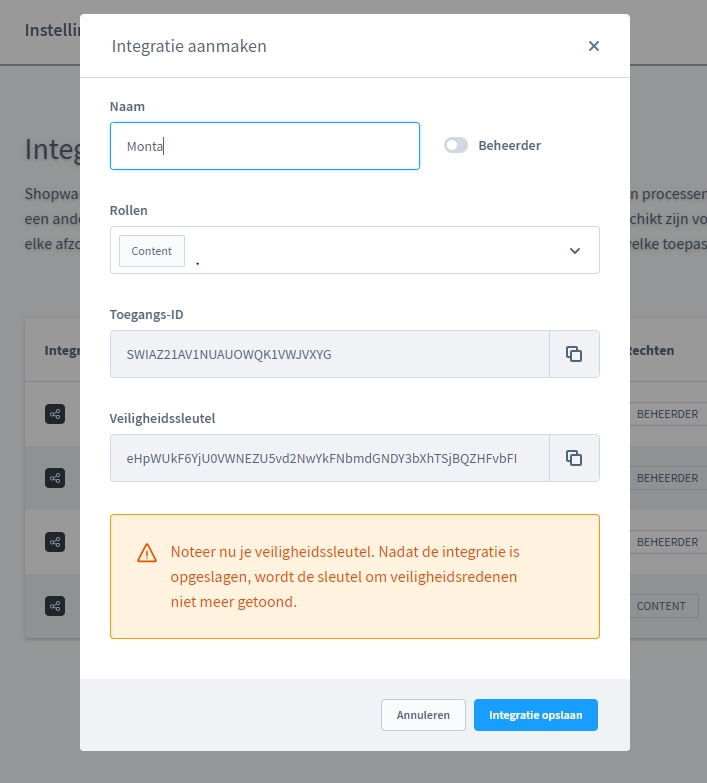 Instellin
Integratie aanmaken
Naam
Monta
Beheerder
Integ
Shopwa
n processen
een ande
chikt zijn vo
elke afzo
welke toepas
Rollen
Content
.
Toegangs-ID
SWIAZ21AV1NUAUOWQK1VWJVXYG
Integr
Rechten
Veiligheidssleutel
BEHEERDER
eHpWUkF6YjU0VWNEZU5vd2NwYkFNbmdGNDY3bXhTSjBQZHFvbFI
BEHEERDER
Noteer nu je veiligheidssleutel. Nadat de integratie is
opgeslagen, wordt de sleutel om veiligheidsredenen
niet meer getoond.
BEHEERDER
CONTENT
Annuleren
Integratie opslaan